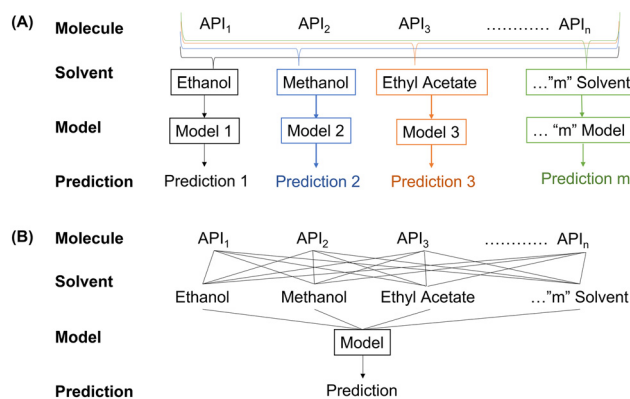 (A) Molecule API₁ API₂ API₃ ………… APIₙ
Solvent Ethanol Methanol Ethyl Acetate …"m" Solvent
Model Model 1 Model 2 Model 3 … "m" Model
Prediction Prediction 1 Prediction 2 Prediction 3 Prediction m
(B) Molecule API₁ API₂ API₃ ………… APIₙ
Solvent
Ethanol Methanol Ethyl Acetate …"m" Solvent
Model Model
Prediction Prediction